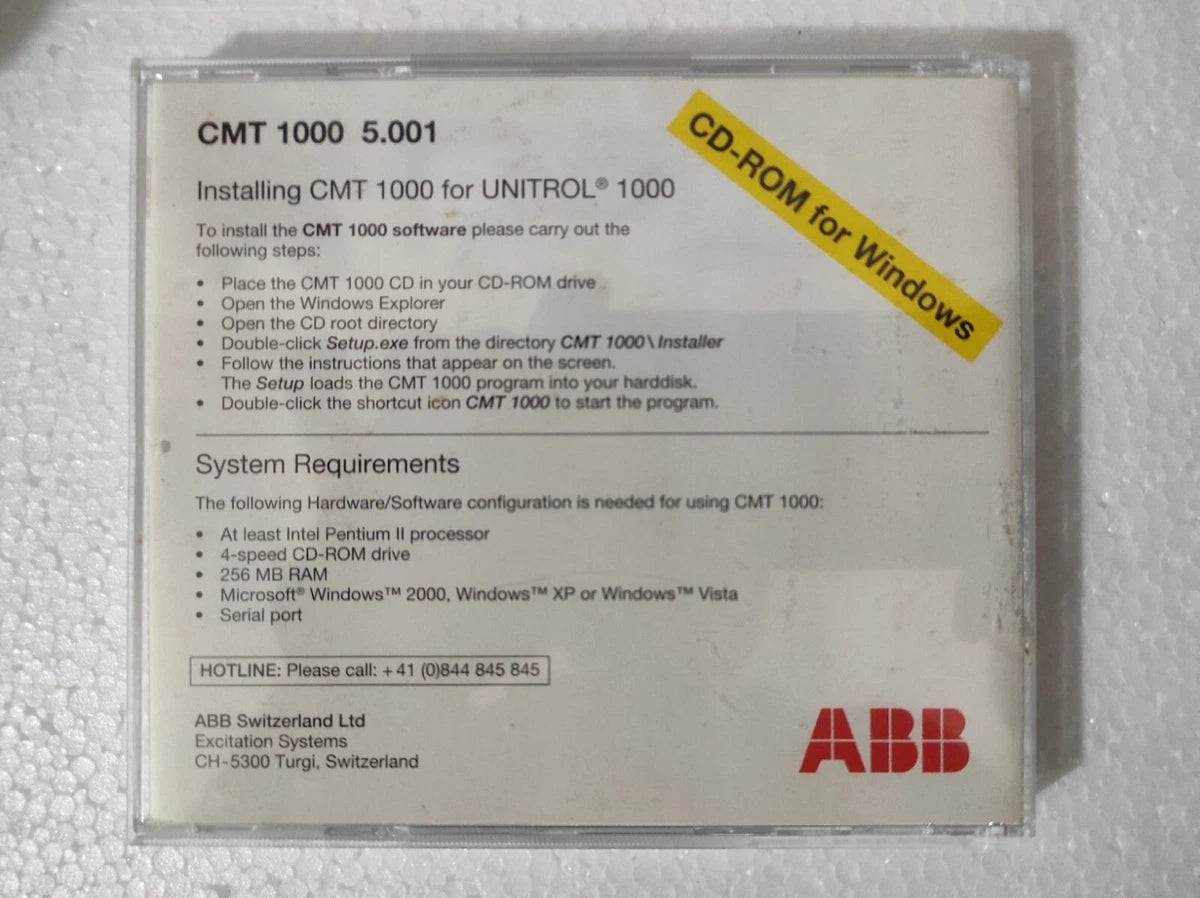 CMT 1000 5.001
CD-ROM for Windows
Installing CMT 1000 for UNITROL® 1000
To install the CMT 1000 software please carry out the
following steps:
• Place the CMT 1000 CD in your CD-ROM drive
• Open the Windows Explorer
• Open the CD root directory
• Double-click Setup.exe from the directory CMT 1000\Installer
• Follow the instructions that appear on the screen.
The Setup loads the CMT 1000 program into your harddisk.
• Double-click the shortcut icon CMT 1000 to start the program.
System Requirements
The following Hardware/Software configuration is needed for using CMT 1000:
• At least Intel Pentium II processor
• 4-speed CD-ROM drive
• 256 MB RAM
• Microsoft® Windows™ 2000, Windows™ XP or Windows™ Vista
• Serial port
HOTLINE: Please call: +41 (0)844 845 845
ABB Switzerland Ltd
Excitation Systems
CH-5300 Turgi, Switzerland
ABB